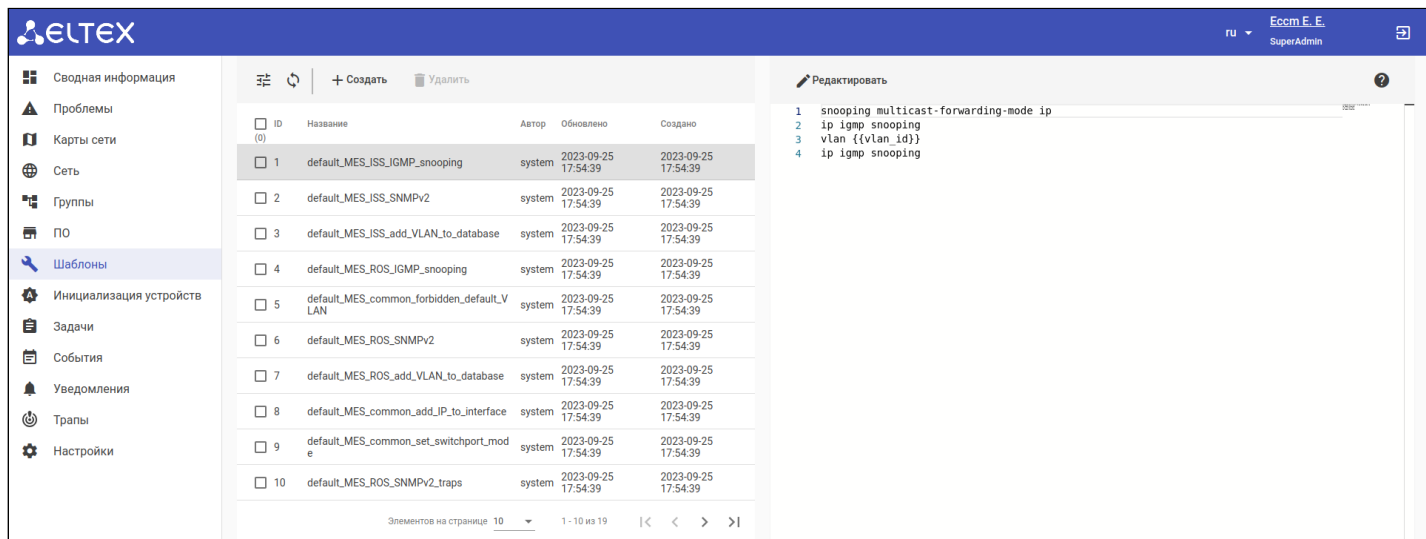 ELTEX
ru
Eccm E. E.
SuperAdmin
Сводная информация
Проблемы
Карты сети
Сеть
Группы
ПО
Шаблоны
Инициализация устройств
Задачи
События
Уведомления
Трапы
Настройки
Создать
Удалить
ID Название Автор Обновлено Создано
(0)
1 default_MES_ISS_IGMP_snooping system 2023-09-25 17:54:39 2023-09-25 17:54:39
2 default_MES_ISS_SNMPv2 system 2023-09-25 17:54:39 2023-09-25 17:54:39
3 default_MES_ISS_add_VLAN_to_database system 2023-09-25 17:54:39 2023-09-25 17:54:39
4 default_MES_ROS_IGMP_snooping system 2023-09-25 17:54:39 2023-09-25 17:54:39
5 default_MES_common_forbidden_default_VLAN system 2023-09-25 17:54:39 2023-09-25 17:54:39
6 default_MES_ROS_SNMPv2 system 2023-09-25 17:54:39 2023-09-25 17:54:39
7 default_MES_ROS_add_VLAN_to_database system 2023-09-25 17:54:39 2023-09-25 17:54:39
8 default_MES_common_add_IP_to_interface system 2023-09-25 17:54:39 2023-09-25 17:54:39
9 default_MES_common_set_switchport_mode system 2023-09-25 17:54:39 2023-09-25 17:54:39
10 default_MES_ROS_SNMPv2_traps system 2023-09-25 17:54:39 2023-09-25 17:54:39
Элементов на странице 10 1 - 10 из 19
Редактировать
1 snooping multicast-forwarding-mode ip
2 ip igmp snooping
3 vlan {{vlan_id}}
4 ip igmp snooping